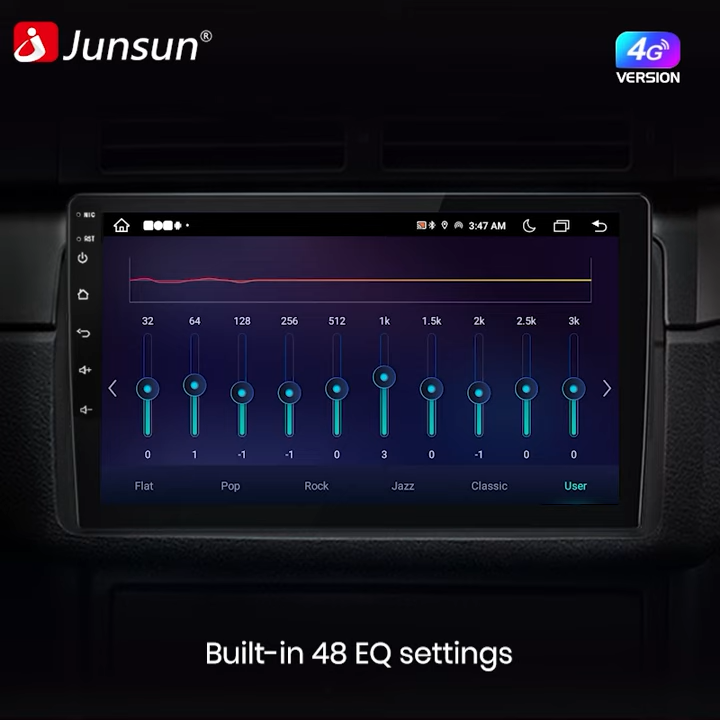 Junsun®
4G
VERSION
MIC
3:47 AM
RST
32 64 128 256 512 1k 1.5k 2k 2.5k 3k
0 1 -1 -1 0 3 0 -1 0 0
Flat Pop Rock Jazz Classic User
Built-in 48 EQ settings